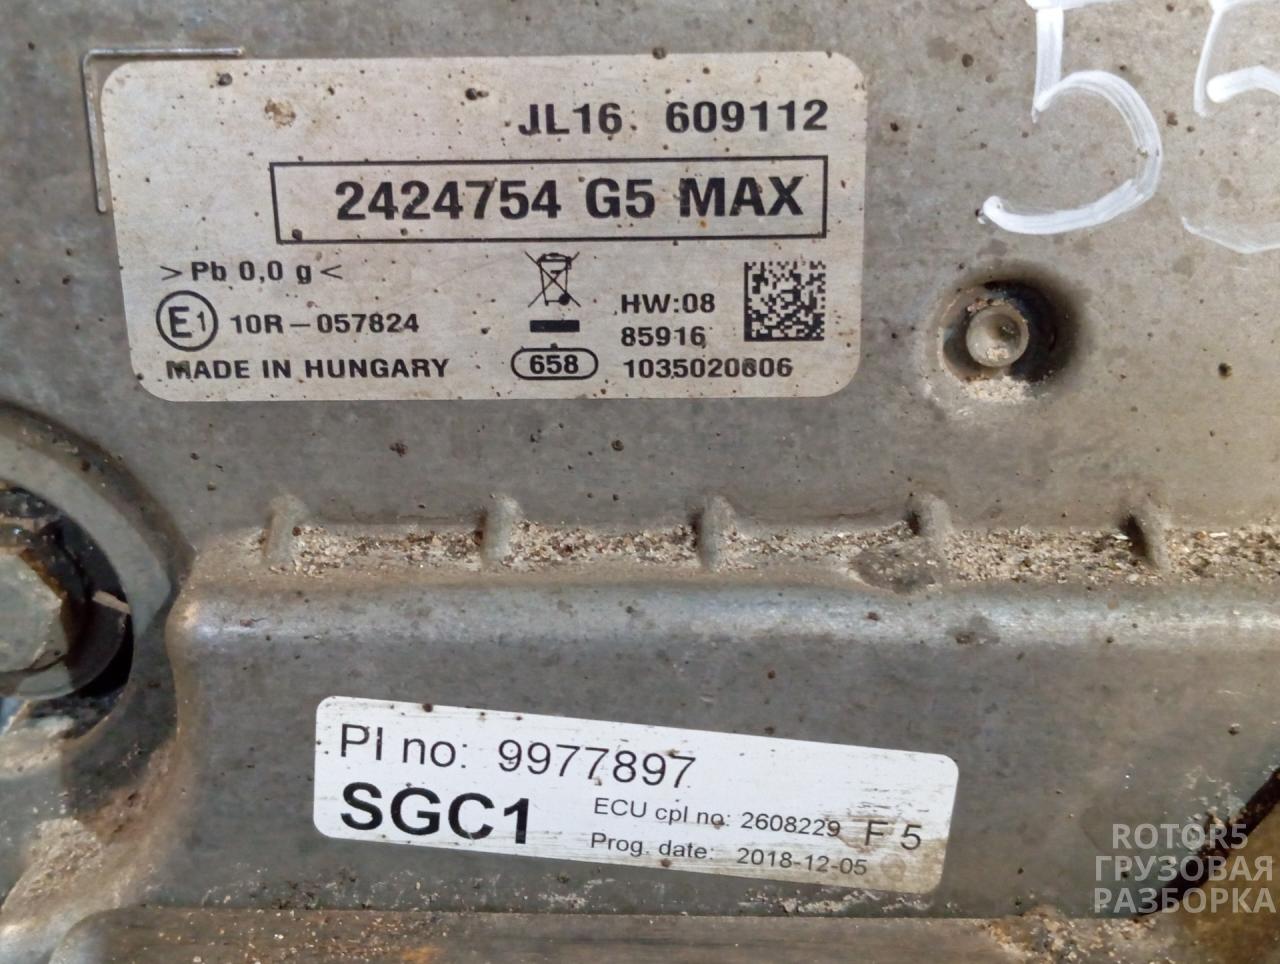 55
JL16 609112
2424754 G5 MAX
>Pb 0,0 g<
E1 10R-057824
MADE IN HUNGARY
658
HW:08
85916
1035020606
PI no: 9977897
SGC1
ECU cpl no: 2608229 F 5
Prog. date: 2018-12-05
ROTOR5
ГРУЗОВАЯ
РАЗБОРКА